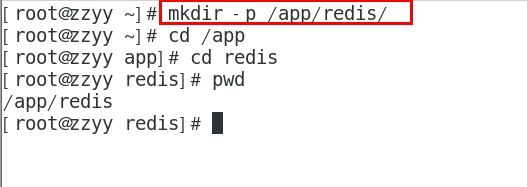 [root@zzyy ~]# mkdir -p /app/redis/
[root@zzyy ~]# cd /app
[root@zzyy app]# cd redis
[root@zzyy redis]# pwd
/app/redis
[root@zzyy redis]#